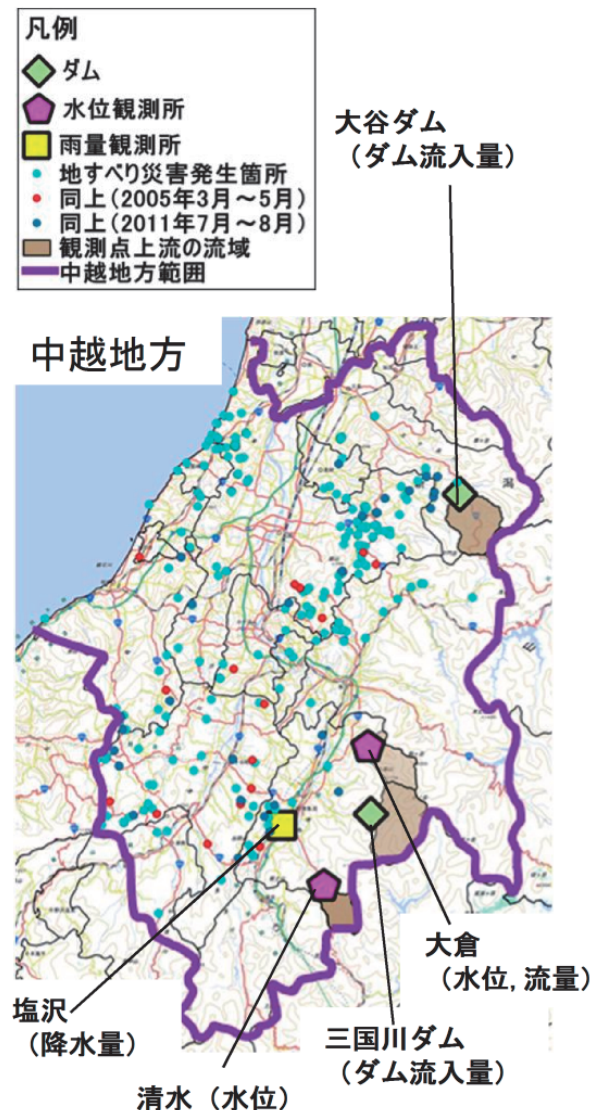 凡例
ダム
水位観測所
雨量観測所
地すべり災害発生箇所
同上(2005年3月～5月)
同上(2011年7月～8月)
観測点上流の流域
中越地方範囲
大谷ダム
(ダム流入量)
中越地方
潟
大倉
(水位,流量)
塩沢
(降水量)
三国川ダム
(ダム流入量)
清水 (水位)